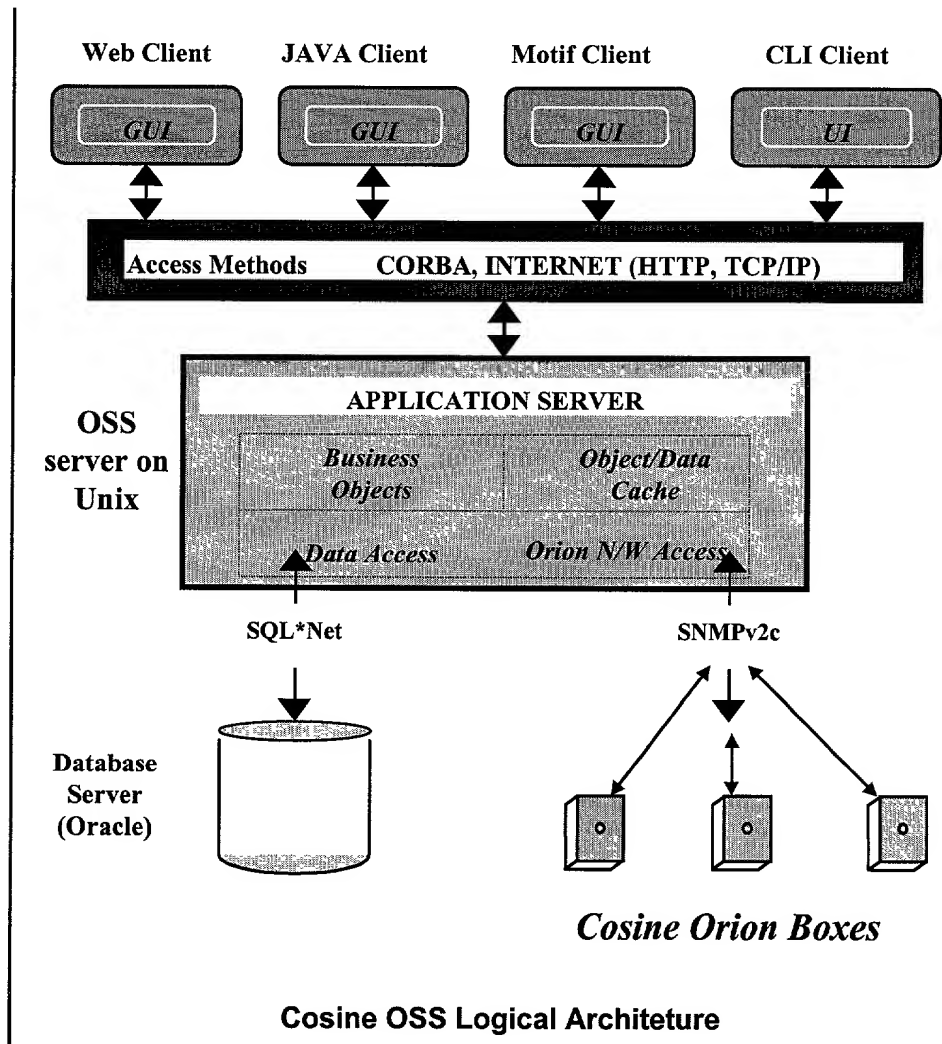 Web Client JAVA Client Motif Client CLI Client
GUI GUI GUI UI
Access Methods CORBA, INTERNET (HTTP, TCP/IP)
APPLICATION SERVER
OSS
server on
Unix
Business
Objects
Object/Data
Cache
Data Access Orion N/W Access
SQL*Net SNMPv2c
Database
Server
(Oracle)
Cosine Orion Boxes
Cosine OSS Logical Architeture